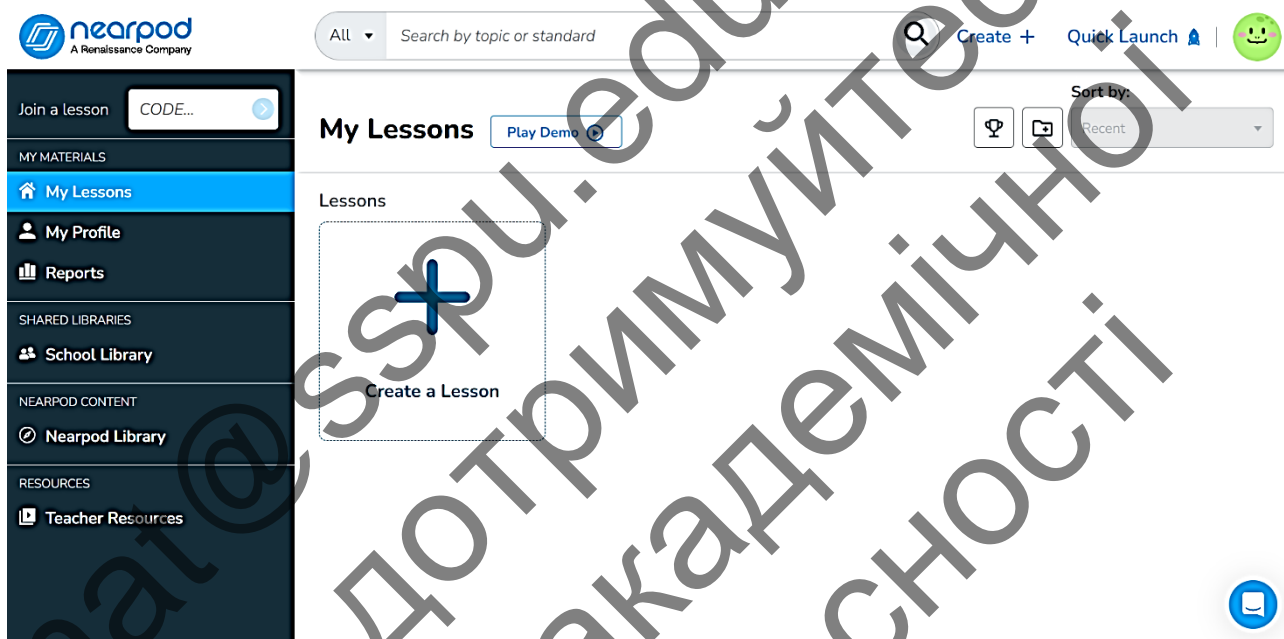 nearpod
A Renaissance Company
All
Search by topic or standard
Create +
Quick Launch
Join a lesson
CODE...
MY MATERIALS
My Lessons
My Profile
Reports
SHARED LIBRARIES
School Library
NEARPOD CONTENT
Nearpod Library
RESOURCES
Teacher Resources
My Lessons
Play Demo
Sort by:
Recent
Lessons
Create a Lesson
дотримуйтесь
академічної